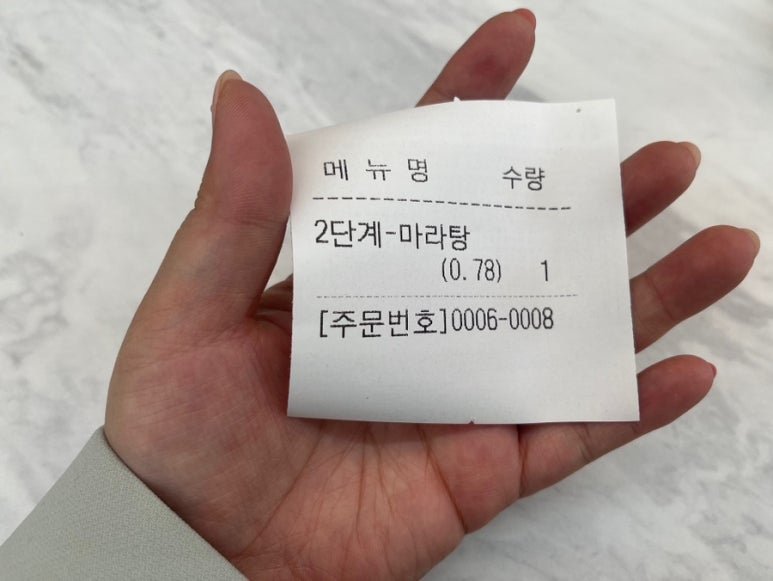 메뉴명 수량
2단계-마라탕
(0.78) 1
[주문번호]0006-0008